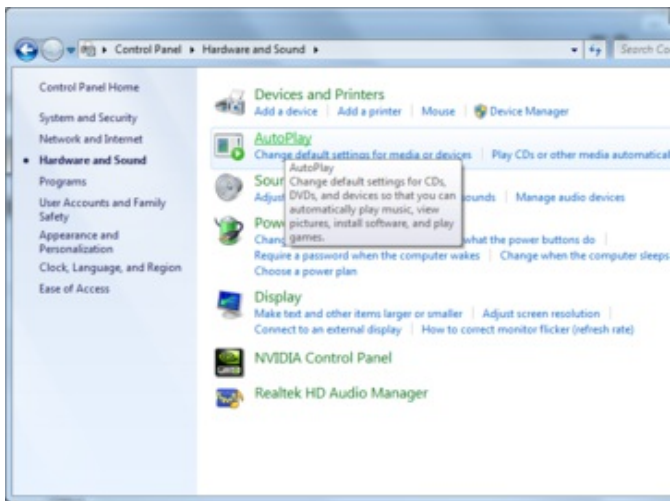 Control Panel ▸ Hardware and Sound ▸
Search Co
Control Panel Home
System and Security
Network and Internet
Hardware and Sound
Programs
User Accounts and Family
Safety
Appearance and
Personalization
Clock, Language, and Region
Ease of Access
Devices and Printers
Add a device | Add a printer | Mouse | Device Manager
AutoPlay
Change default settings for media or devices | Play CDs or other media automatical
AutoPlay
Change default settings for CDs,
DVDs, and devices so that you can
automatically play music, view
pictures, install software, and play
games.
Sour
Adjus ounds | Manage audio devices
Pow
Chang what the power buttons do
Require a password when the computer wakes | Change when the computer sleeps
Choose a power plan
Display
Make text and other items larger or smaller | Adjust screen resolution
Connect to an external display | How to correct monitor flicker (refresh rate)
NVIDIA Control Panel
Realtek HD Audio Manager